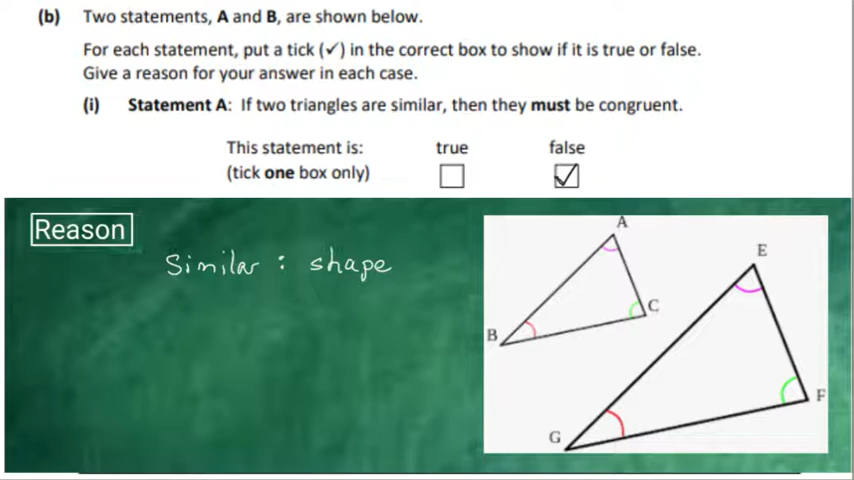 (b) Two statements, A and B, are shown below.
For each statement, put a tick (✓) in the correct box to show if it is true or false.
Give a reason for your answer in each case.
(i) Statement A: If two triangles are similar, then they must be congruent.
This statement is: true false
(tick one box only)
Reason
Similar : shape
A
E
C
B
F
G